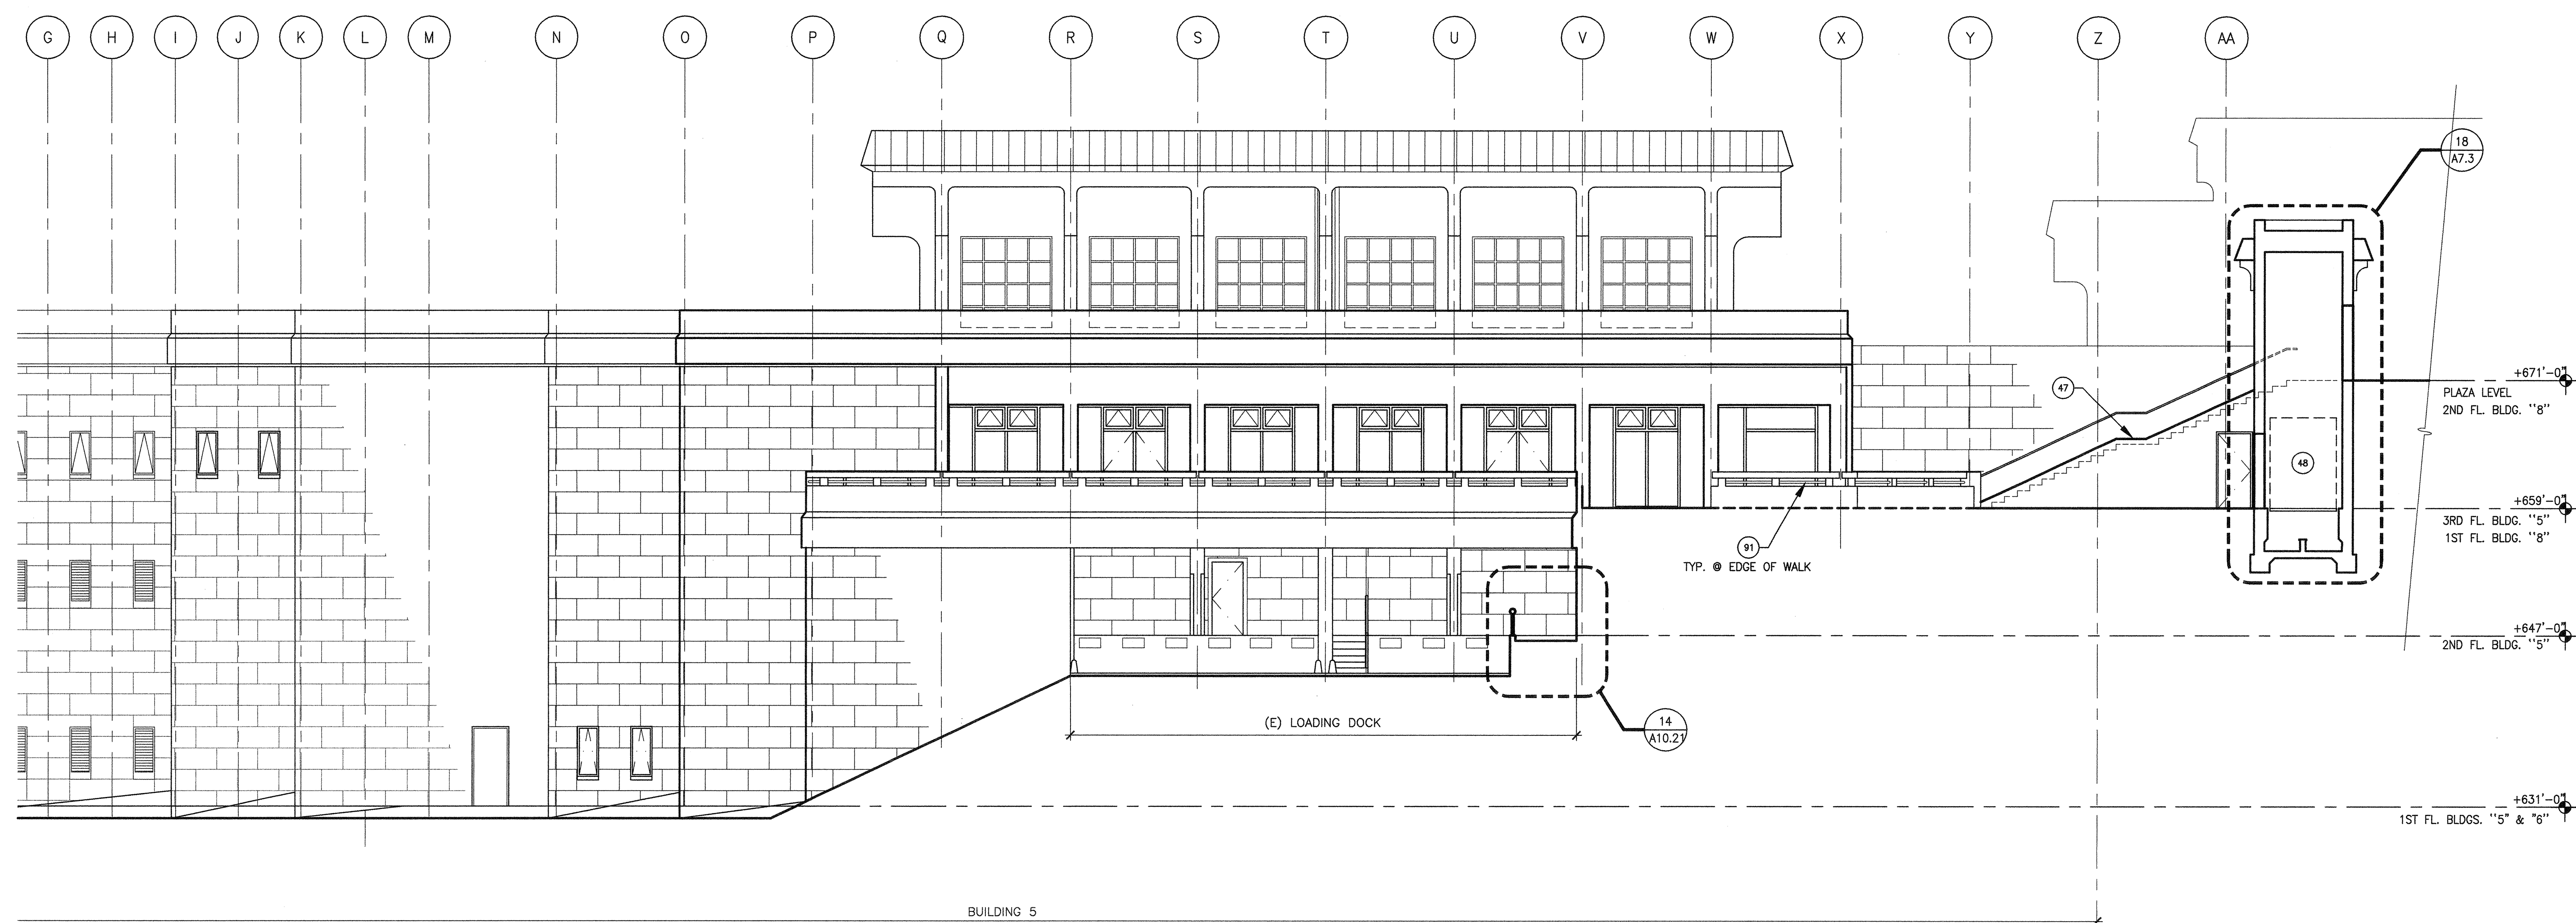 G H I J K L M N O P Q R S T U V W X Y Z AA
18
A7.3
+671'-0"
PLAZA LEVEL
2ND FL. BLDG. "8"
47
48
+659'-0"
3RD FL. BLDG. "5"
1ST FL. BLDG. "8"
91
TYP. @ EDGE OF WALK
+647'-0"
2ND FL. BLDG. "5"
(E) LOADING DOCK
14
A10.21
+631'-0"
1ST FL. BLDGS. "5" & "6"
BUILDING 5